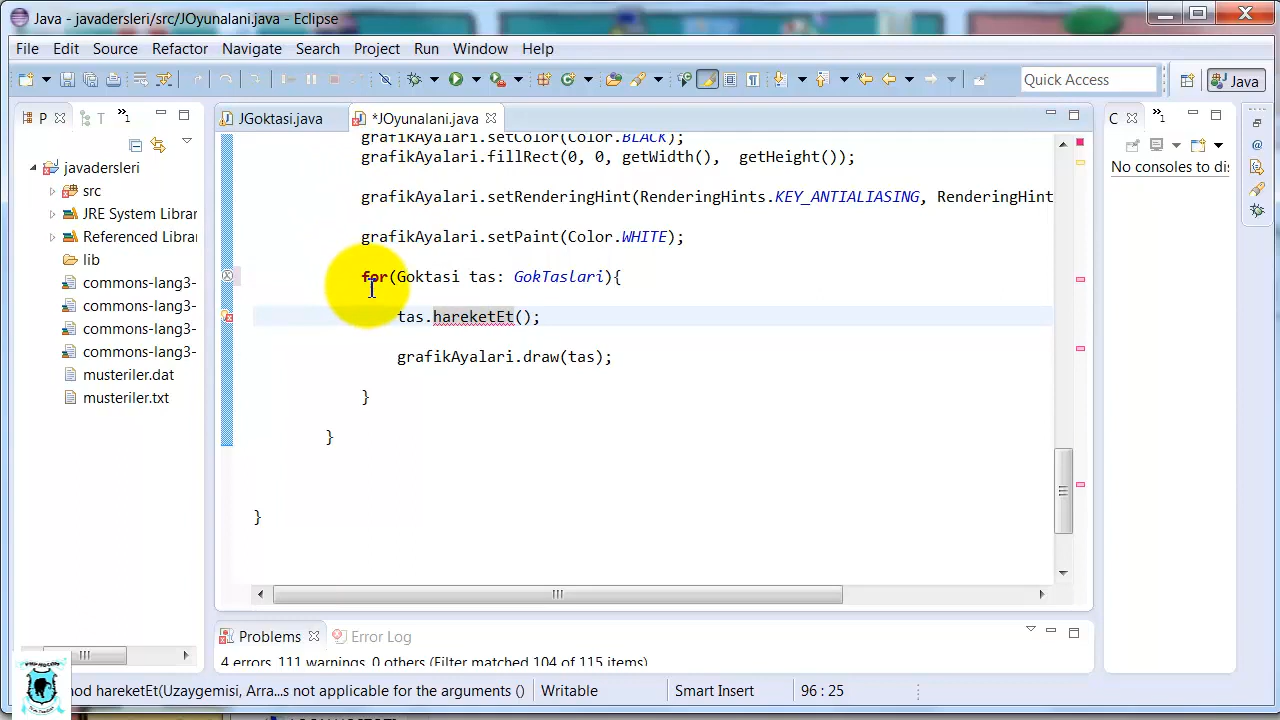 Java - javadersleri/src/JOyunalani.java - Eclipse
File Edit Source Refactor Navigate Search Project Run Window Help
Quick Access Java
P T »1 JGoktasi.java *JOyunalani.java C »1
javadersleri
src
JRE System Librar
Referenced Librar
lib
commons-lang3-
commons-lang3-
commons-lang3-
commons-lang3-
musteriler.dat
musteriler.txt
grafikAyalari.setColor(Color.BLACK);
grafikAyalari.fillRect(0, 0, getWidth(), getHeight());
grafikAyalari.setRenderingHint(RenderingHints.KEY_ANTIALIASING, RenderingHint
grafikAyalari.setPaint(Color.WHITE);
for(Goktasi tas: GokTaslari){
tas.hareketEt();
grafikAyalari.draw(tas);
}
}
}
No consoles to dis
Problems Error Log
4 errors, 111 warnings, 0 others (Filter matched 104 of 115 items)
hod hareketEt(Uzaygemisi, Arra...s not applicable for the arguments () Writable Smart Insert 96 : 25